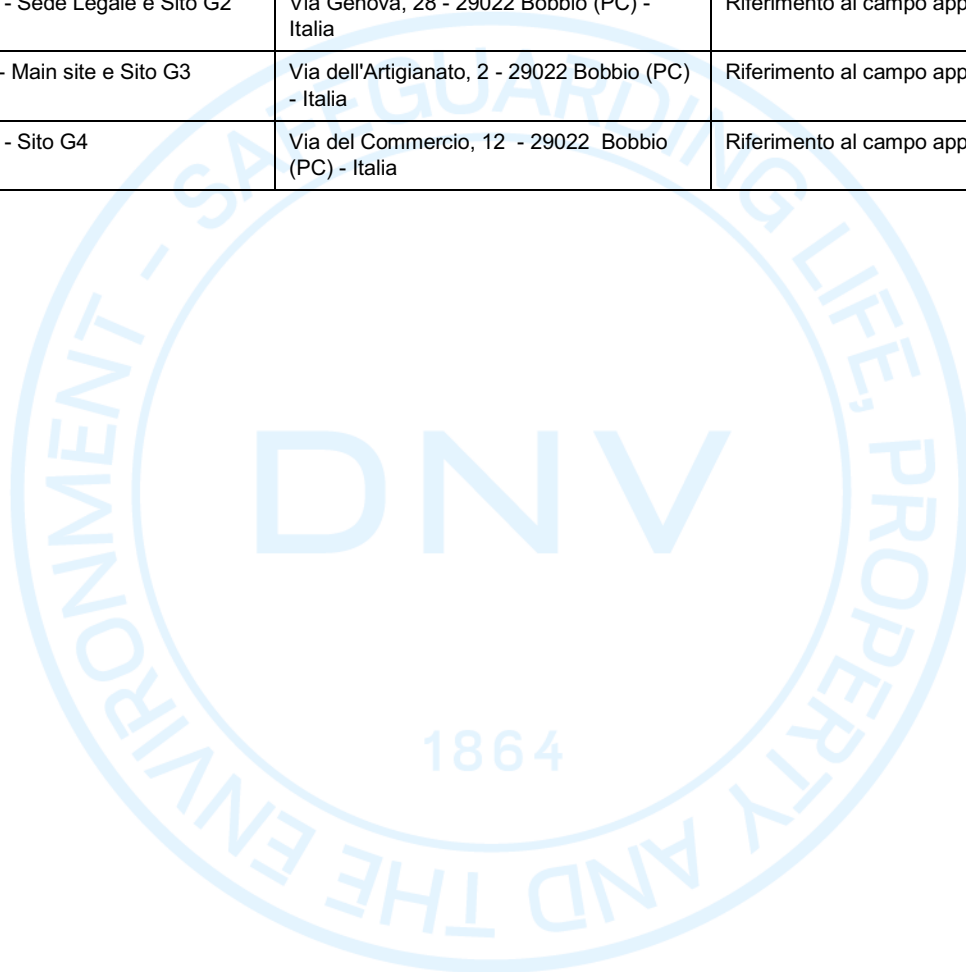 - Sede Legale e Sito G2
Via Genova, 28 - 29022 Bobbio (PC) -
Italia
Riferimento al campo app
- Main site e Sito G3
Via dell'Artigianato, 2 - 29022 Bobbio (PC)
- Italia
Riferimento al campo app
- Sito G4
Via del Commercio, 12 - 29022 Bobbio
(PC) - Italia
Riferimento al campo app
SAFEGUARDING LIFE, PROPERTY AND THE ENVIRONMENT -
DNV
1864